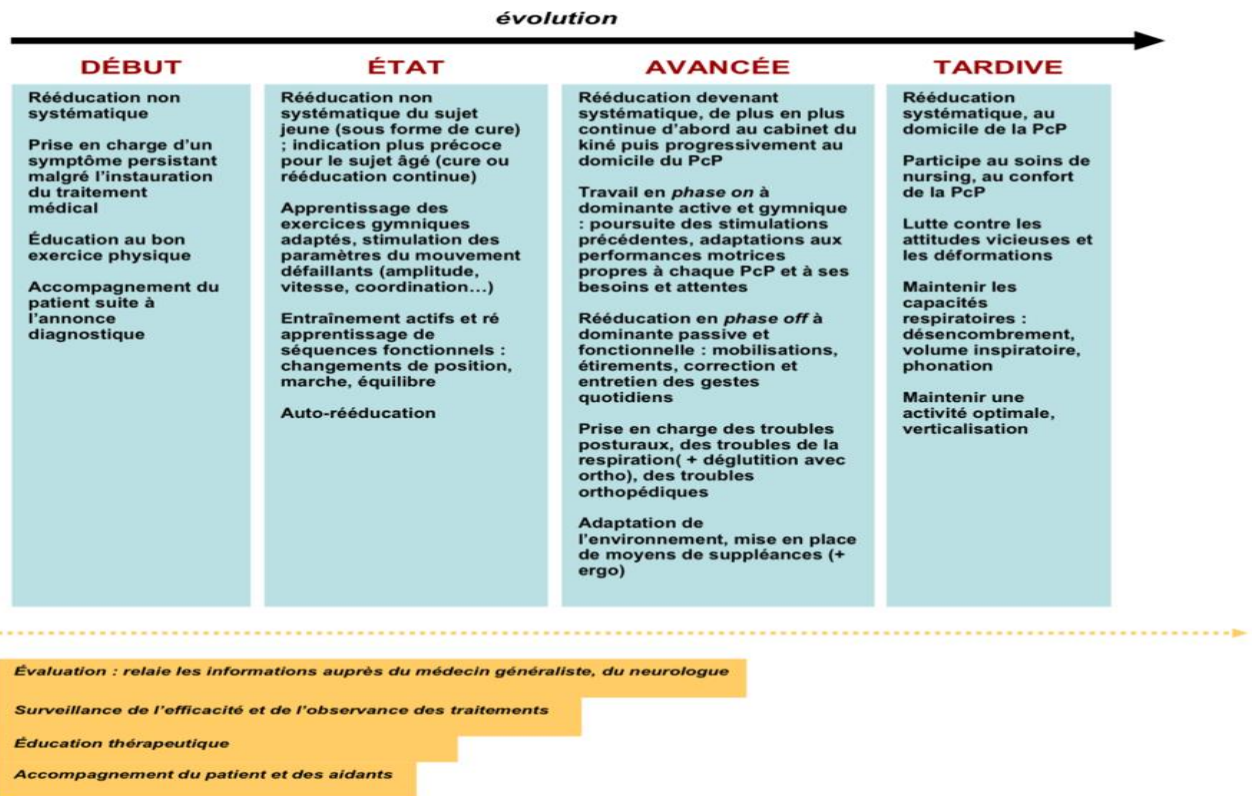 évolution
DÉBUT
Rééducation non
systématique
Prise en charge d'un
symptôme persistant
malgré l'instauration
du traitement
médical
Éducation au bon
exercice physique
Accompagnement du
patient suite à
l'annonce
diagnostique
ÉTAT
Rééducation non
systématique du sujet
jeune (sous forme de cure)
; indication plus précoce
pour le sujet âgé (cure ou
rééducation continue)
Apprentissage des
exercices gymniques
adaptés, stimulation des
paramètres du mouvement
défaillants (amplitude,
vitesse, coordination…)
Entraînement actifs et ré
apprentissage de
séquences fonctionnels :
changements de position,
marche, équilibre
Auto-rééducation
AVANCÉE
Rééducation devenant
systématique, de plus en plus
continue d'abord au cabinet du
kiné puis progressivement au
domicile du PcP
Travail en phase on à
dominante active et gymnique
: poursuite des stimulations
précédentes, adaptations aux
performances motrices
propres à chaque PcP et à ses
besoins et attentes
Rééducation en phase off à
dominante passive et
fonctionnelle : mobilisations,
étirements, correction et
entretien des gestes
quotidiens
Prise en charge des troubles
posturaux, des troubles de la
respiration( + déglutition avec
ortho), des troubles
orthopédiques
Adaptation de
l'environnement, mise en place
de moyens de suppléances (+
ergo)
TARDIVE
Rééducation
systématique, au
domicile de la PcP
Participe au soins de
nursing, au confort
de la PcP
Lutte contre les
attitudes vicieuses et
les déformations
Maintenir les
capacités
respiratoires :
désencombrement,
volume inspiratoire,
phonation
Maintenir une
activité optimale,
verticalisation
Évaluation : relaie les informations auprès du médecin généraliste, du neurologue
Surveillance de l'efficacité et de l'observance des traitements
Éducation thérapeutique
Accompagnement du patient et des aidants